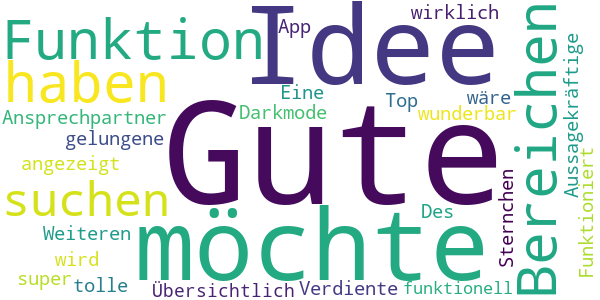 Funktion
Idee
App
wirklich
haben
Eine
Top
wäre
Ansprechpartner
Darkmode
wunderbar
gelungene
Gute
angezeigt
suchen
möchte
Des
Weiteren
wird
super
tolle
Übersichtlich
Verdiente
funktionell
Sternchen
Bereichen
Aussagekräftige
Funktioniert